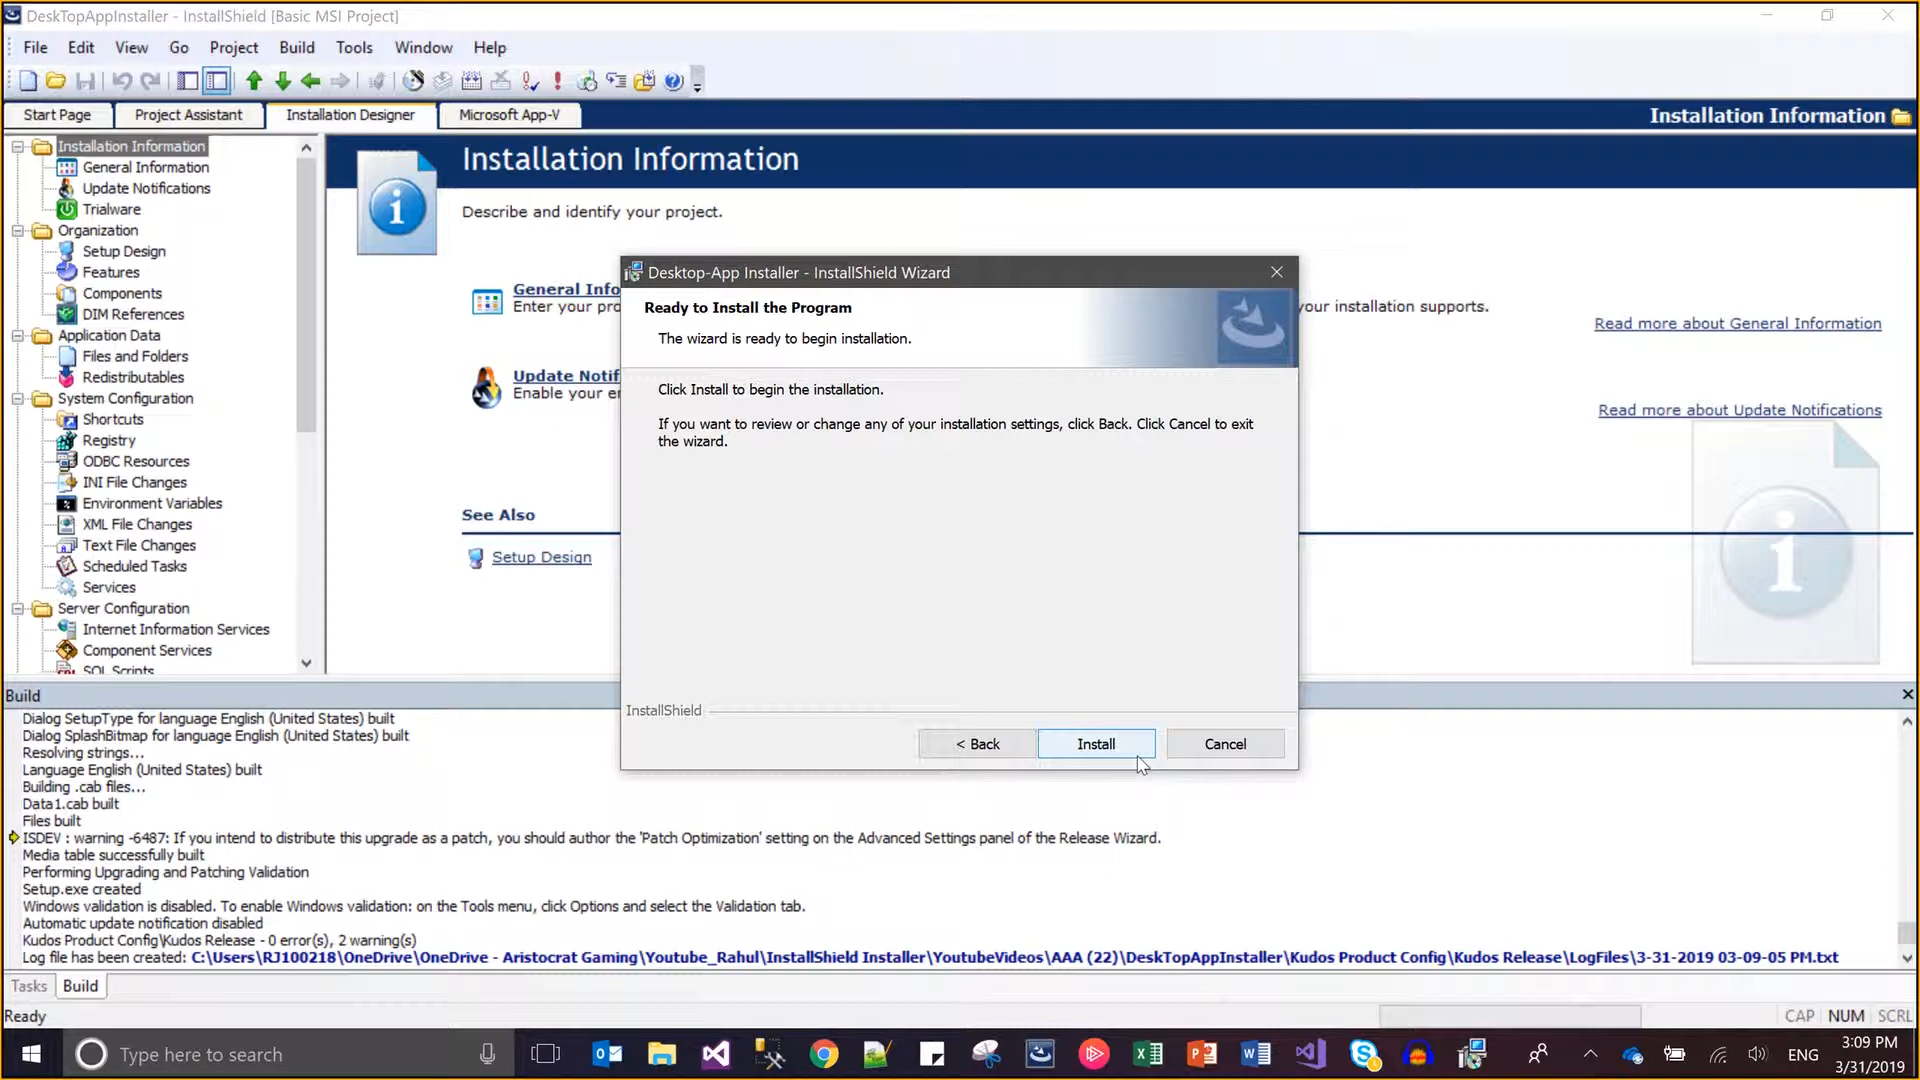 DeskTopAppInstaller - InstallShield [Basic MSI Project]
File Edit View Go Project Build Tools Window Help
Start Page Project Assistant Installation Designer Microsoft App-V Installation Information
Installation Information
General Information
Update Notifications
Trialware
Organization
Setup Design
Features
Components
DIM References
Application Data
Files and Folders
Redistributables
System Configuration
Shortcuts
Registry
ODBC Resources
INI File Changes
Environment Variables
XML File Changes
Text File Changes
Scheduled Tasks
Services
Server Configuration
Internet Information Services
Component Services
SQL Scripts
Installation Information
Describe and identify your project.
General Info
Enter your pro
your installation supports.
Read more about General Information
Update Notif
Enable your e
Read more about Update Notifications
See Also
Setup Design
Desktop-App Installer - InstallShield Wizard
Ready to Install the Program
The wizard is ready to begin installation.
Click Install to begin the installation.
If you want to review or change any of your installation settings, click Back. Click Cancel to exit
the wizard.
InstallShield
< Back Install Cancel
Build
Dialog SetupType for language English (United States) built
Dialog SplashBitmap for language English (United States) built
Resolving strings...
Language English (United States) built
Building .cab files...
Data1.cab built
Files built
ISDEV : warning -6487: If you intend to distribute this upgrade as a patch, you should author the 'Patch Optimization' setting on the Advanced Settings panel of the Release Wizard.
Media table successfully built
Performing Upgrading and Patching Validation
Setup.exe created
Windows validation is disabled. To enable Windows validation: on the Tools menu, click Options and select the Validation tab.
Automatic update notification disabled
Kudos Product Config\Kudos Release - 0 error(s), 2 warning(s)
Log file has been created: C:\Users\RJ100218\OneDrive\OneDrive - Aristocrat Gaming\Youtube_Rahul\InstallShield Installer\YoutubeVideos\AAA (22)\DeskTopAppInstaller\Kudos Product Config\Kudos Release\LogFiles\3-31-2019 03-09-05 PM.txt
Tasks Build
Ready CAP NUM SCRL
Type here to search
ENG
3:09 PM
3/31/2019